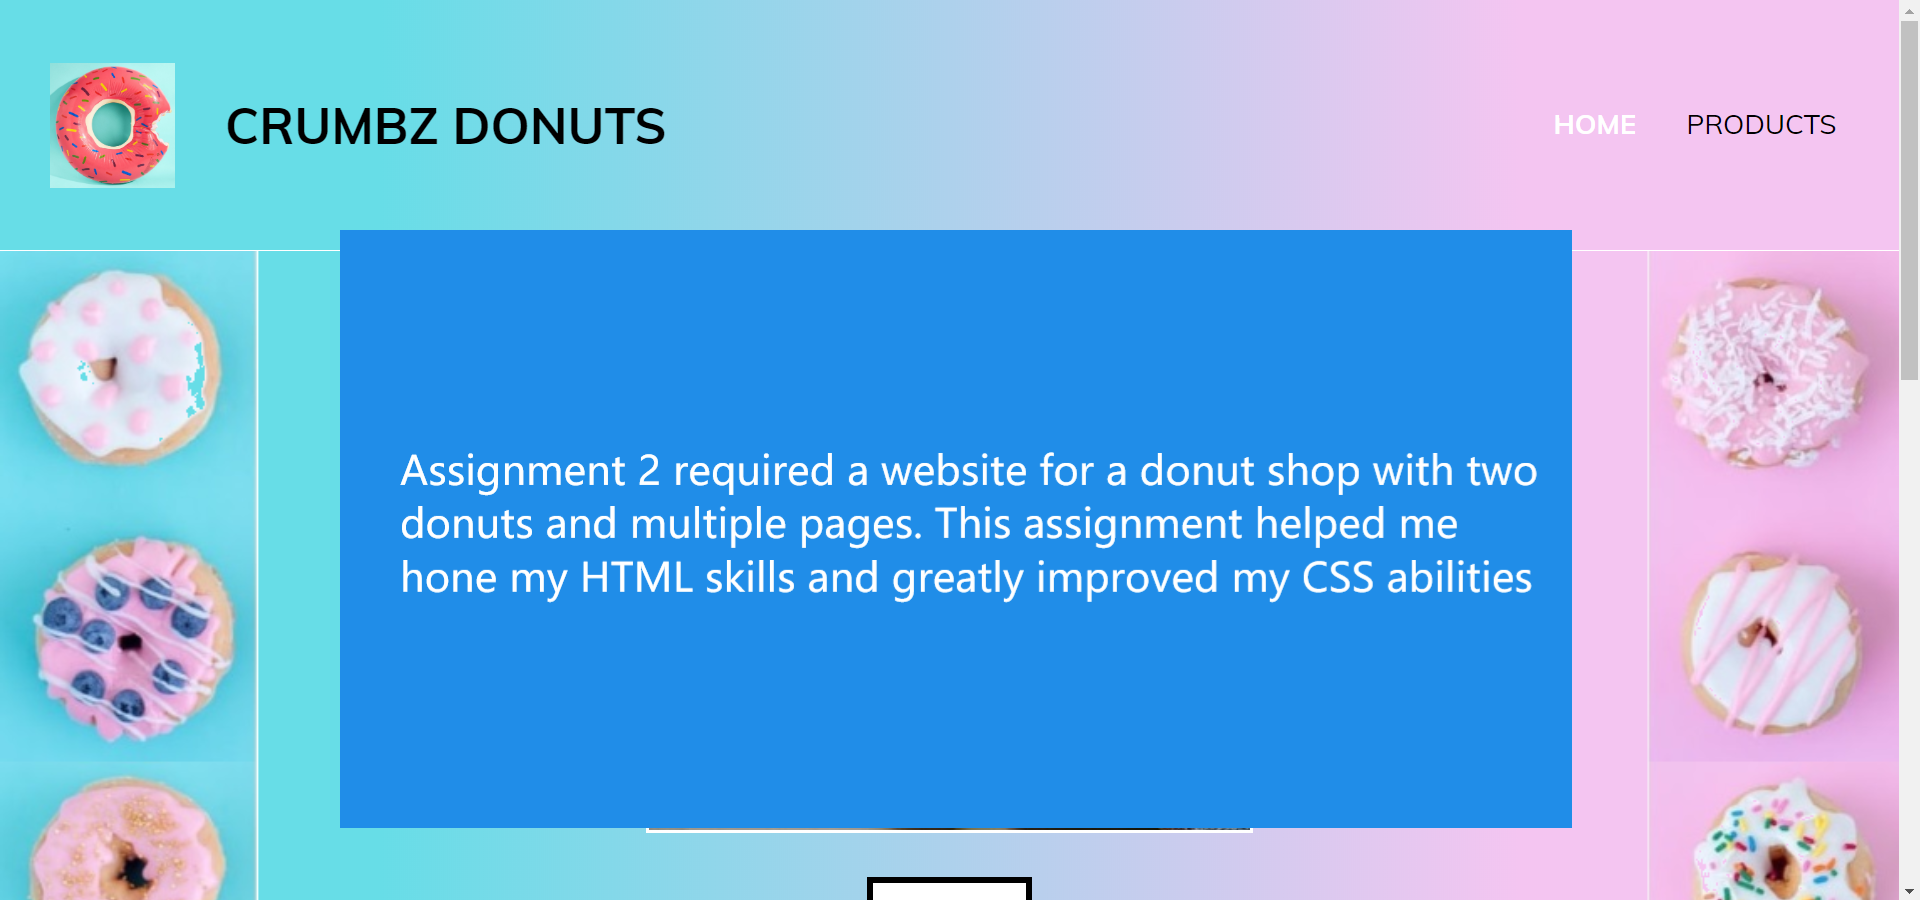 CRUMBZ DONUTS
HOME
PRODUCTS
Assignment 2 required a website for a donut shop with two
donuts and multiple pages. This assignment helped me
hone my HTML skills and greatly improved my CSS abilities